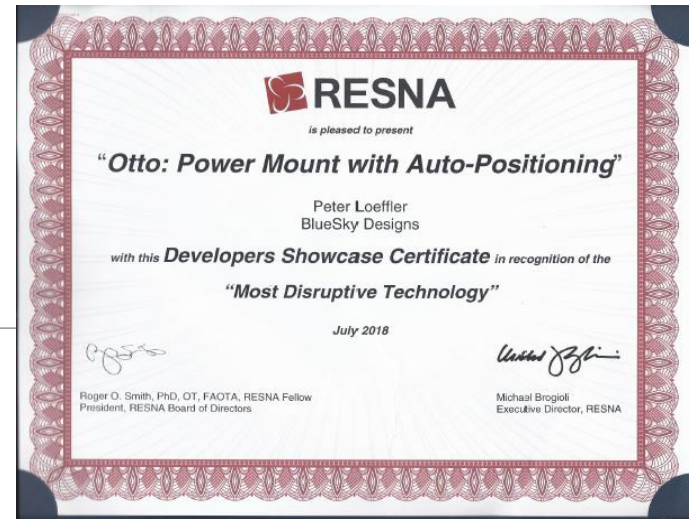 RESNA
is pleased to present
“Otto: Power Mount with Auto-Positioning”
Peter Loeffler
BlueSky Designs
with this Developers Showcase Certificate in recognition of the
“Most Disruptive Technology”
July 2018
Roger O. Smith, PhD, OT, FAOTA, RESNA Fellow
President, RESNA Board of Directors
Michael Brogioli
Executive Director, RESNA